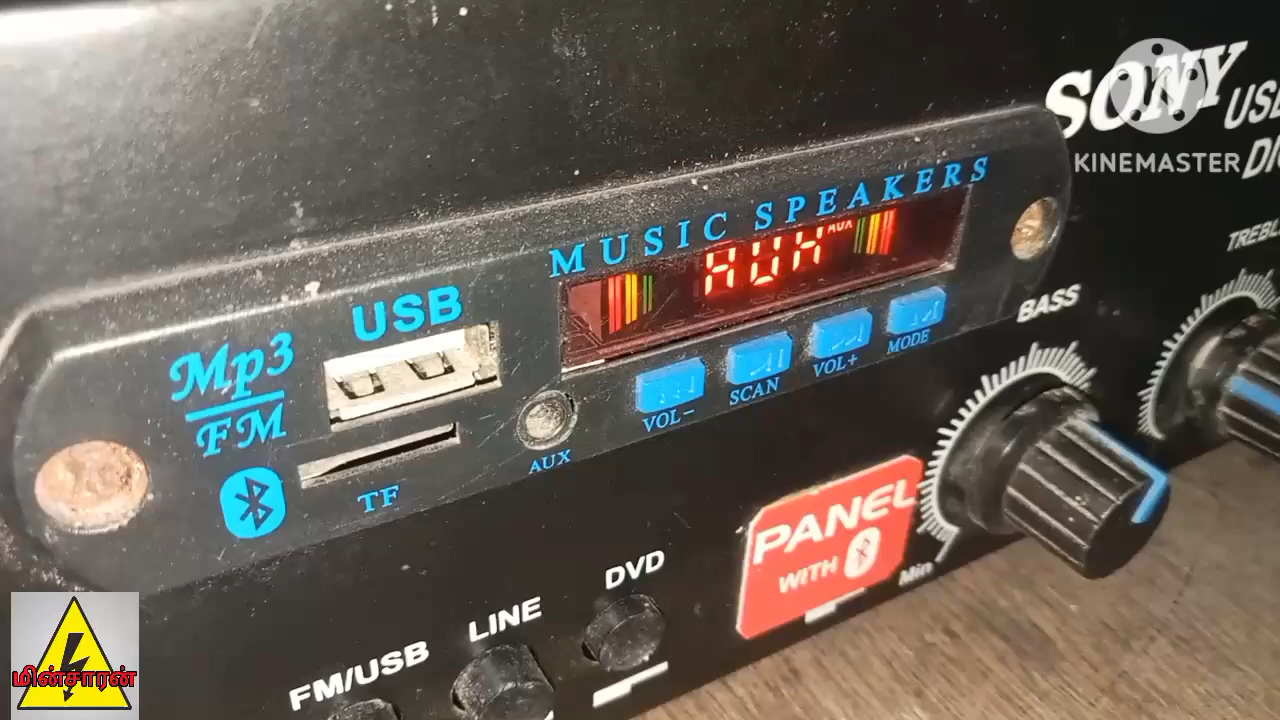 SONY
USB
KINEMASTER
MUSIC SPEAKERS
AUX
AUX
USB
Mp3
FM
VOL-
SCAN
VOL+
MODE
AUX
TF
BASS
PANEL
WITH
Min
DVD
LINE
FM/USB
மின்சாரன்